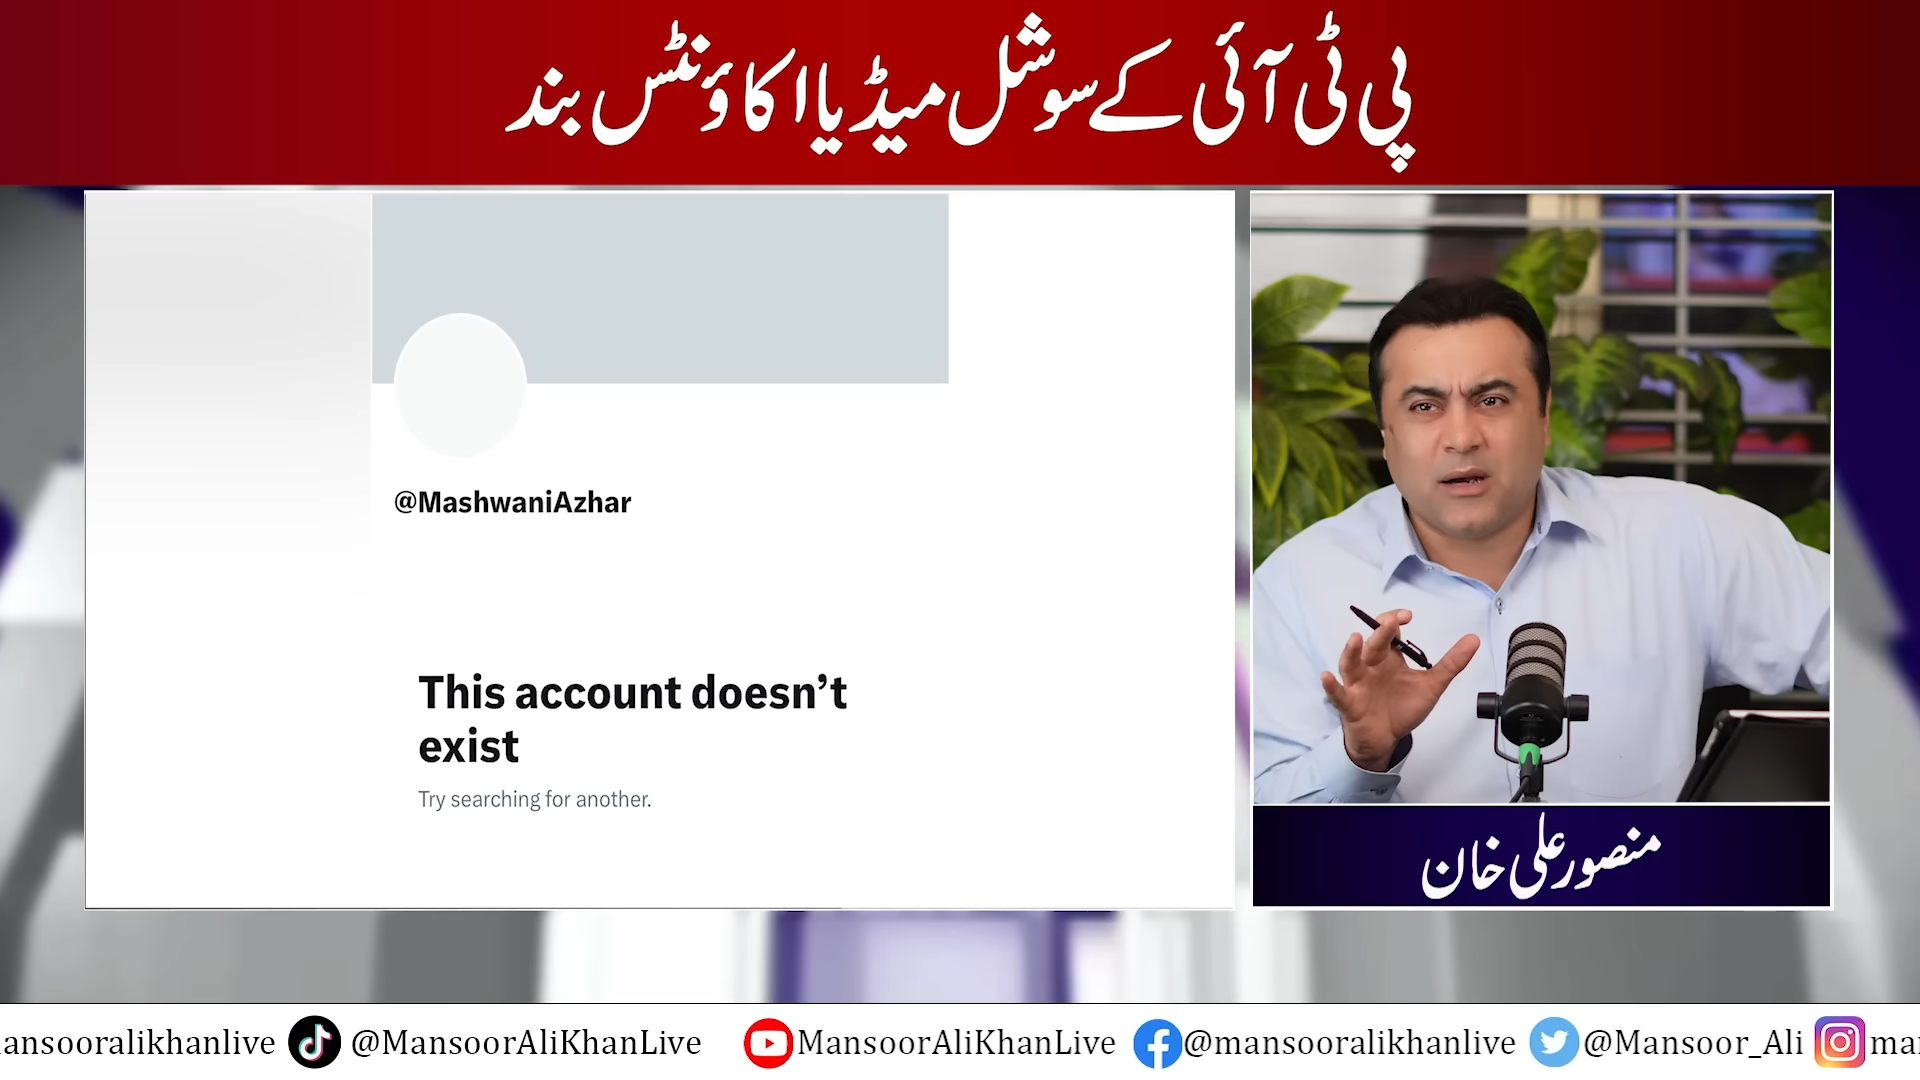 پی ٹی آئی کے سوشل میڈیا اکاؤنٹس بند
@MashwaniAzhar
This account doesn’t
exist
Try searching for another.
منصور علی خان
ansooralikhanlive @MansoorAliKhanLive MansoorAliKhanLive @mansooralikhanlive @Mansoor_Ali ma